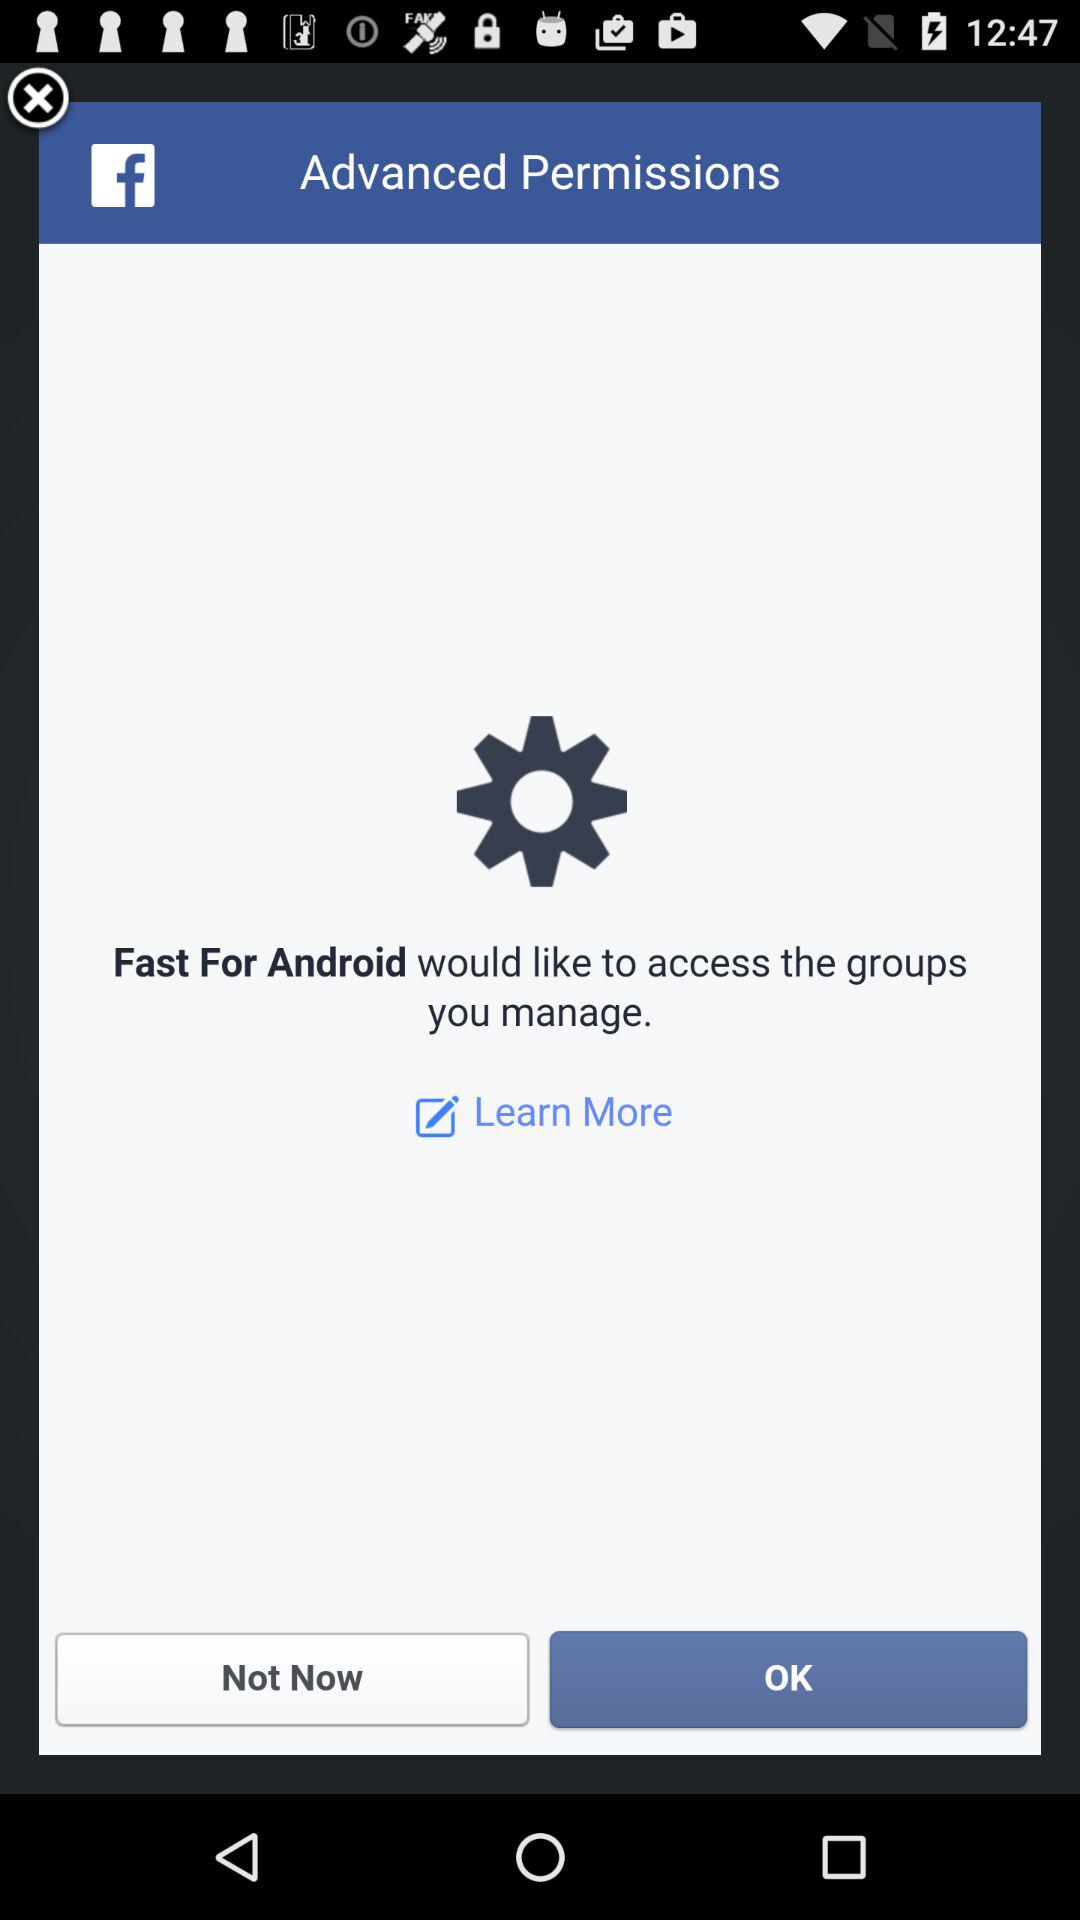 FAKE
12:47
Advanced Permissions
Fast For Android would like to access the groups
you manage.
Learn More
Not Now
OK